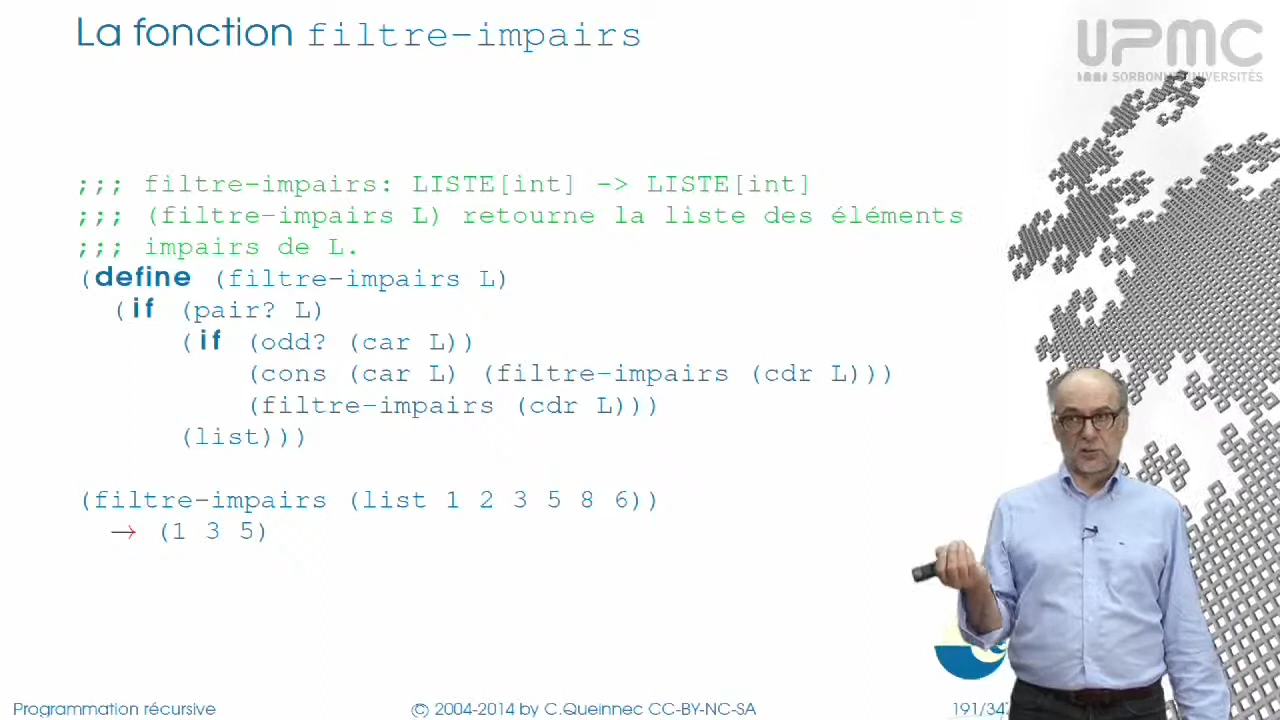 La fonction filtre-impairs
UPMC
SORBONNE UNIVERSITÉS
;;; filtre-impairs: LISTE[int] -> LISTE[int]
;;; (filtre-impairs L) retourne la liste des éléments
;;; impairs de L.
(define (filtre-impairs L)
(if (pair? L)
(if (odd? (car L))
(cons (car L) (filtre-impairs (cdr L)))
(filtre-impairs (cdr L)))
(list)))
(filtre-impairs (list 1 2 3 5 8 6))
→ (1 3 5)
Programmation récursive
© 2004-2014 by C.Queinnec CC-BY-NC-SA
191/347